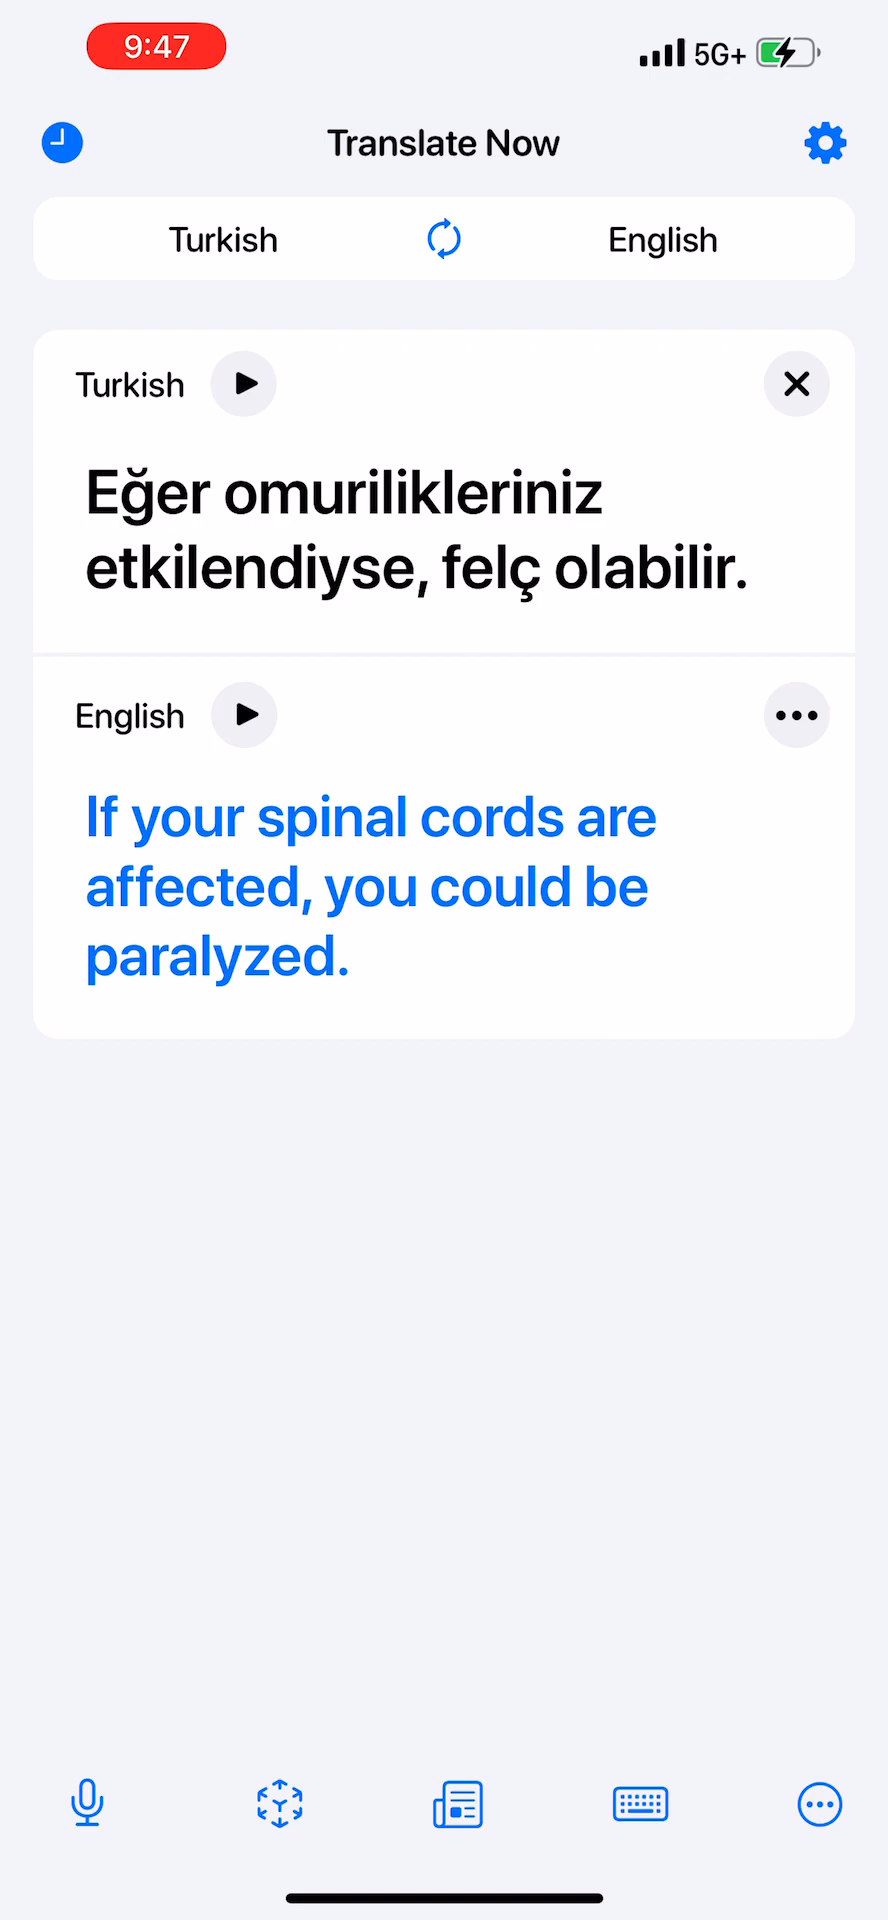 9:47
5G+
Translate Now
Turkish
English
Turkish
Eğer omurilikleriniz
etkilendiyse, felç olabilir.
English
If your spinal cords are
affected, you could be
paralyzed.